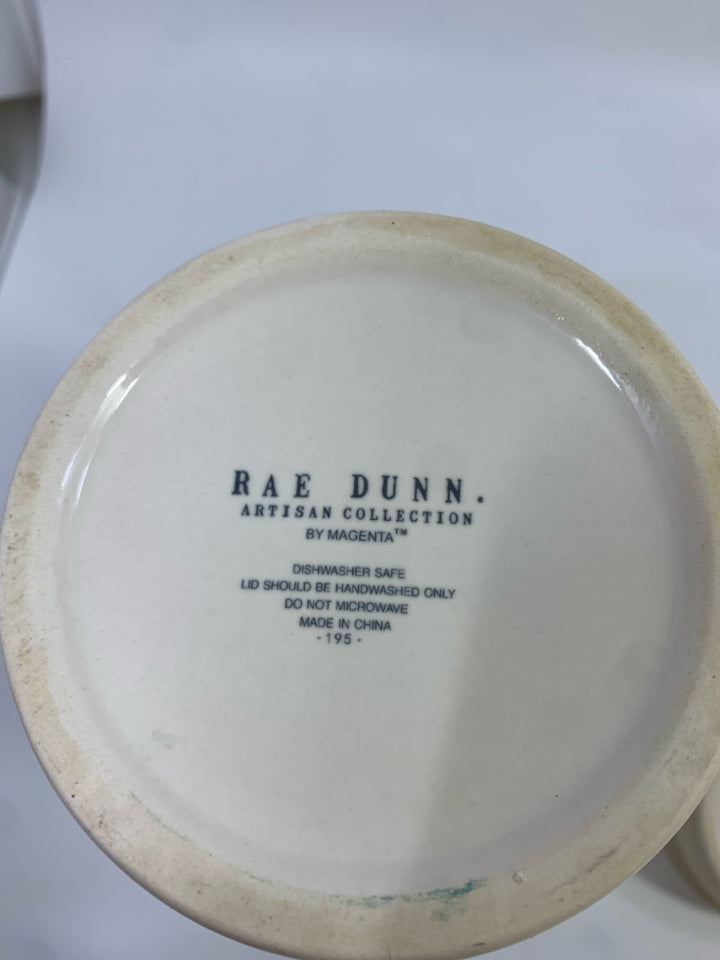 RAE DUNN.
ARTISAN COLLECTION
BY MAGENTA™
DISHWASHER SAFE
LID SHOULD BE HANDWASHED ONLY
DO NOT MICROWAVE
MADE IN CHINA
-195-